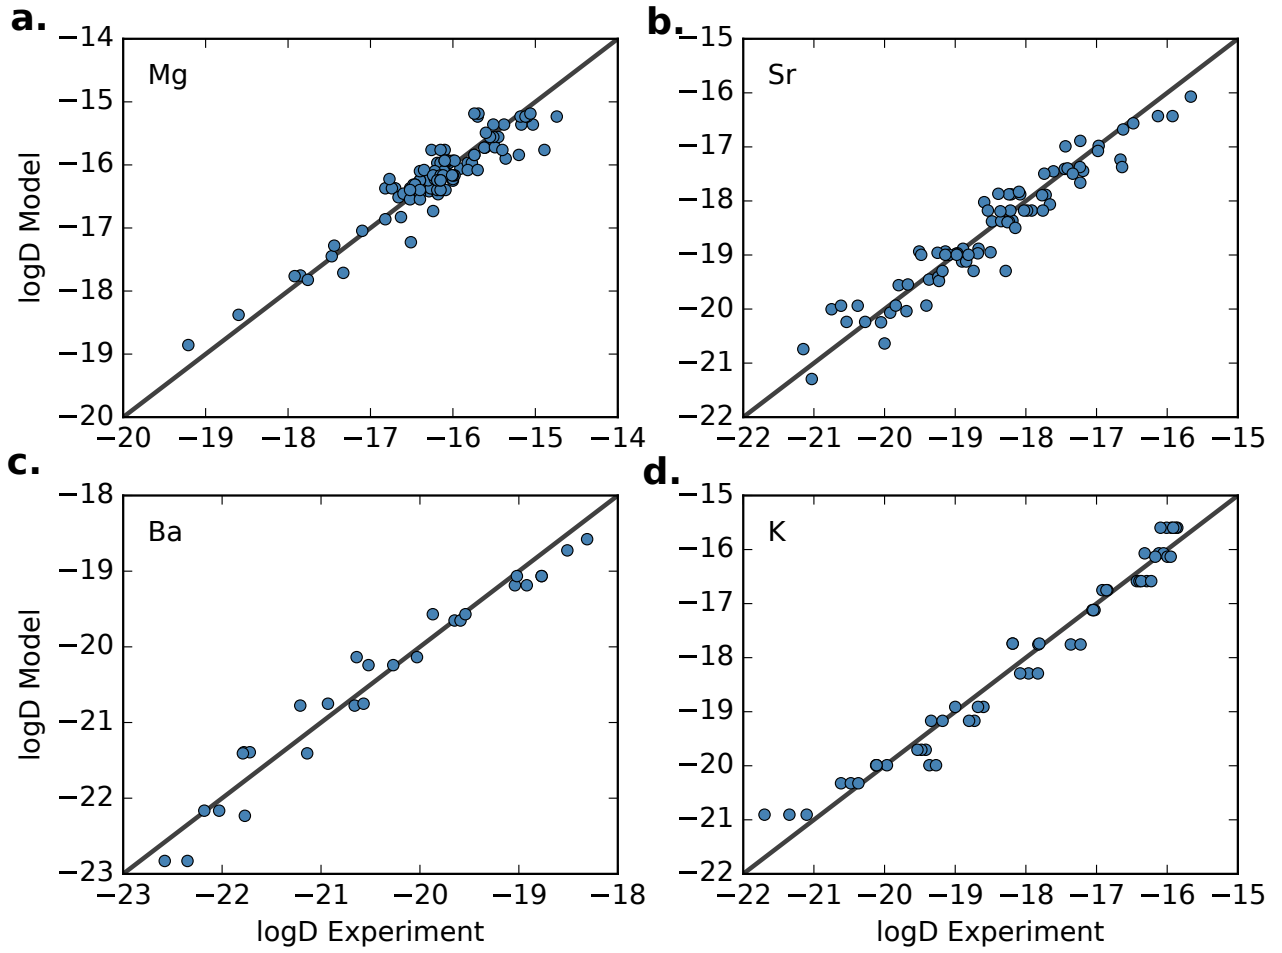 a.
b.
−14
−15
−16
−17
−18
−19
−20
logD Model
Mg
−20 −19 −18 −17 −16 −15 −14
−15
−16
−17
−18
−19
−20
−21
−22
Sr
−22 −21 −20 −19 −18 −17 −16 −15
c.
d.
−18
−19
−20
−21
−22
−23
logD Model
Ba
−23 −22 −21 −20 −19 −18
logD Experiment
−15
−16
−17
−18
−19
−20
−21
−22
K
−22 −21 −20 −19 −18 −17 −16 −15
logD Experiment